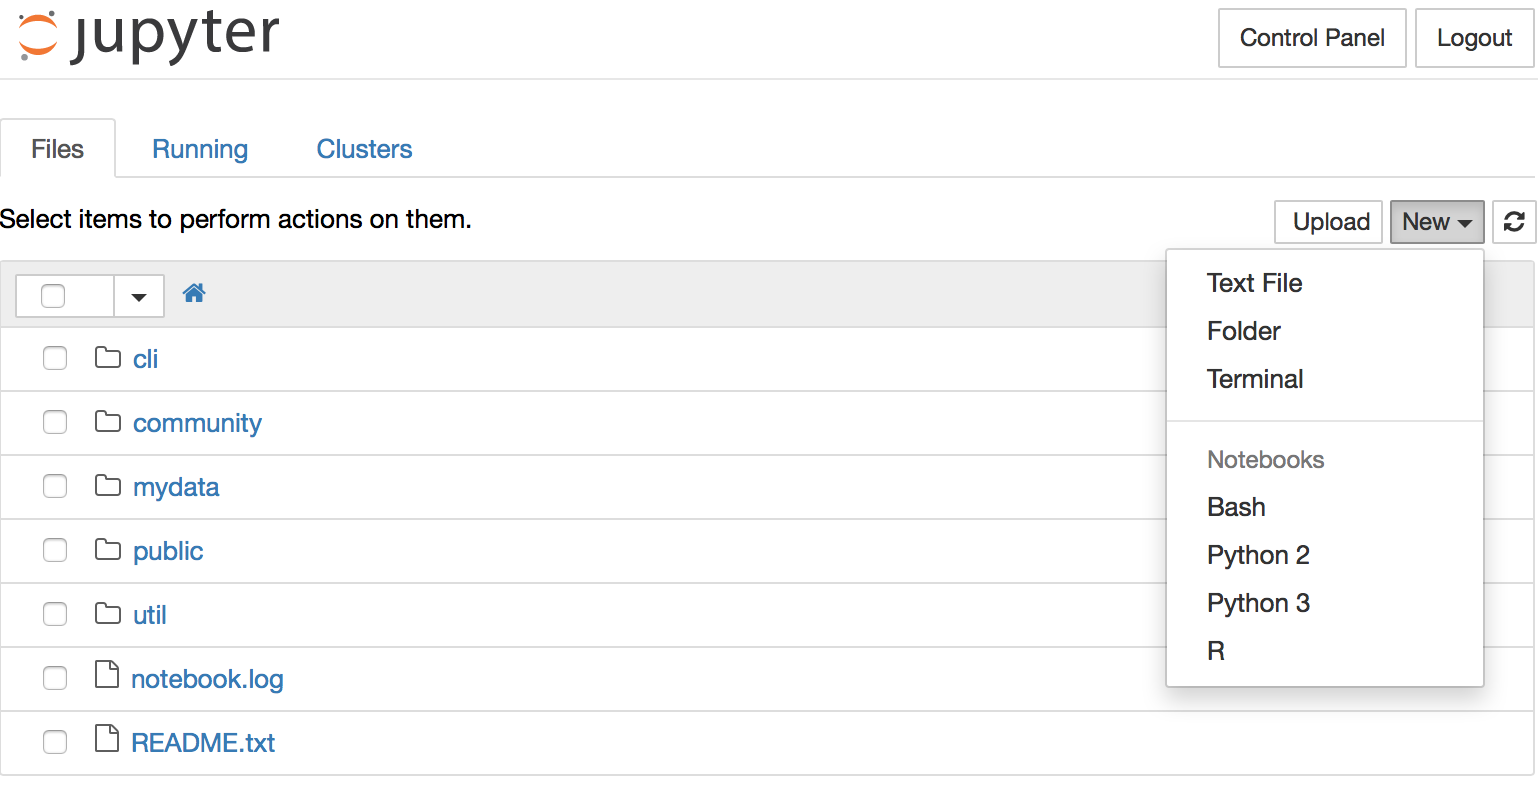 jupyter
Control Panel
Logout
Files
Running
Clusters
Select items to perform actions on them.
Upload
New
Text File
Folder
Terminal
Notebooks
Bash
Python 2
Python 3
R
cli
community
mydata
public
util
notebook.log
README.txt